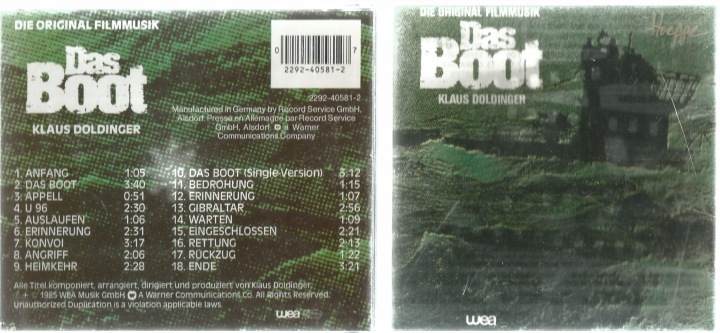 DIE ORIGINAL FILMMUSIK
Das
Boot
KLAUS DOLDINGER
0 7
2292-40581-2
2292-40581-2
Manufactured in Germany by Record Service GmbH,
Alsdorf. Pressé en Allemagne par Record Service
GmbH, Alsdorf. a Warner
Communications Company
1. ANFANG 1:05
2. DAS BOOT 3:40
3. APPELL 0:51
4. U 96 2:30
5. AUSLAUFEN 1:06
6. ERINNERUNG 2:31
7. KONVOI 3:17
8. ANGRIFF 2:06
9. HEIMKEHR 2:28
10. DAS BOOT (Single-Version) 3:12
11. BEDROHUNG 1:15
12. ERINNERUNG 1:07
13. GIBRALTAR 2:56
14. WARTEN 1:09
15. EINGESCHLOSSEN 2:21
16. RETTUNG 2:13
17. RÜCKZUG 1:22
18. ENDE 3:21
Alle Titel komponiert, arrangiert, dirigiert und produziert von Klaus Doldinger.
℗ + © 1985 WEA Musik GmbH A Warner Communications Co. All Rights Reserved.
Unauthorized Duplication is a violation applicable laws.
wea
DIE ORIGINAL FILMMUSIK
Das
Boot
KLAUS DOLDINGER
wea